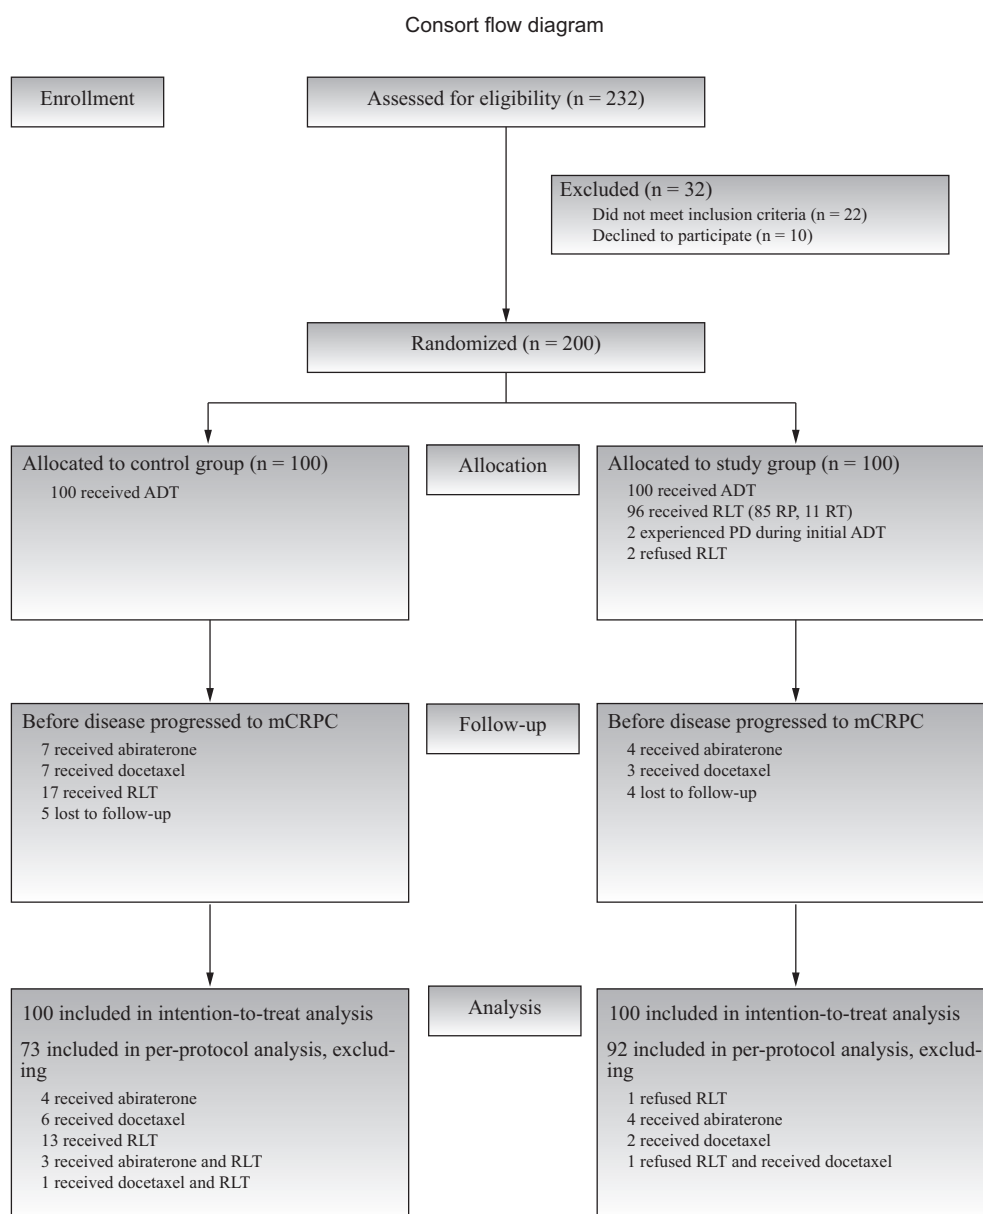 Consort flow diagram
Enrollment
Assessed for eligibility (n = 232)
Excluded (n = 32)
Did not meet inclusion criteria (n = 22)
Declined to participate (n = 10)
Randomized (n = 200)
Allocated to control group (n = 100)
100 received ADT
Allocation
Allocated to study group (n = 100)
100 received ADT
96 received RLT (85 RP, 11 RT)
2 experienced PD during initial ADT
2 refused RLT
Before disease progressed to mCRPC
7 received abiraterone
7 received docetaxel
17 received RLT
5 lost to follow-up
Follow-up
Before disease progressed to mCRPC
4 received abiraterone
3 received docetaxel
4 lost to follow-up
100 included in intention-to-treat analysis
73 included in per-protocol analysis, exclud-
ing
4 received abiraterone
6 received docetaxel
13 received RLT
3 received abiraterone and RLT
1 received docetaxel and RLT
Analysis
100 included in intention-to-treat analysis
92 included in per-protocol analysis, exclud-
ing
1 refused RLT
4 received abiraterone
2 received docetaxel
1 refused RLT and received docetaxel